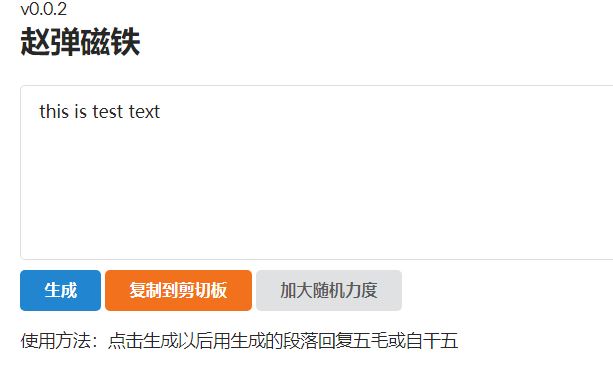 v0.0.2
赵弹磁铁
this is test text
生成 复制到剪切板 加大随机力度
使用方法：点击生成以后用生成的段落回复五毛或自干五